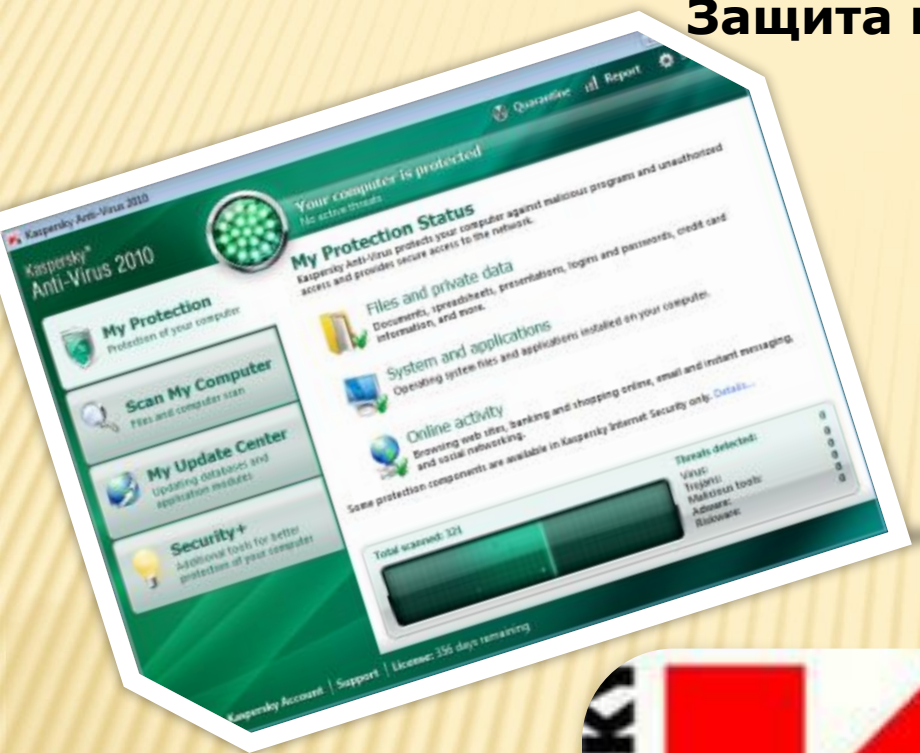 Защита
Quarantine
Report
Kaspersky Anti-Virus 2010
Your computer is protected
No active threats
Kaspersky
Anti-Virus 2010
My Protection Status
Kaspersky Anti-Virus protects your computer against malicious programs and unauthorized
access and provides secure access to the network.
My Protection
Protection of your computer
Scan My Computer
Files and computer scan
My Update Center
Updating databases and
application modules
Security+
Additional tools for better
protection of your computer
Files and private data
Documents, spreadsheets, presentations, logins and passwords, credit card
information, and more.
System and applications
Operating system files and applications installed on your computer.
Online activity
Browsing web sites, banking and shopping online, email and instant messaging,
and social networking.
Some protection components are available in Kaspersky Internet Security only. Details...
Total scanned: 321
Threats detected: 0
Virus: 0
Trojans: 0
Malicious tools: 0
Adware: 0
Riskware: 0
Kaspersky Account | Support | License: 356 days remaining